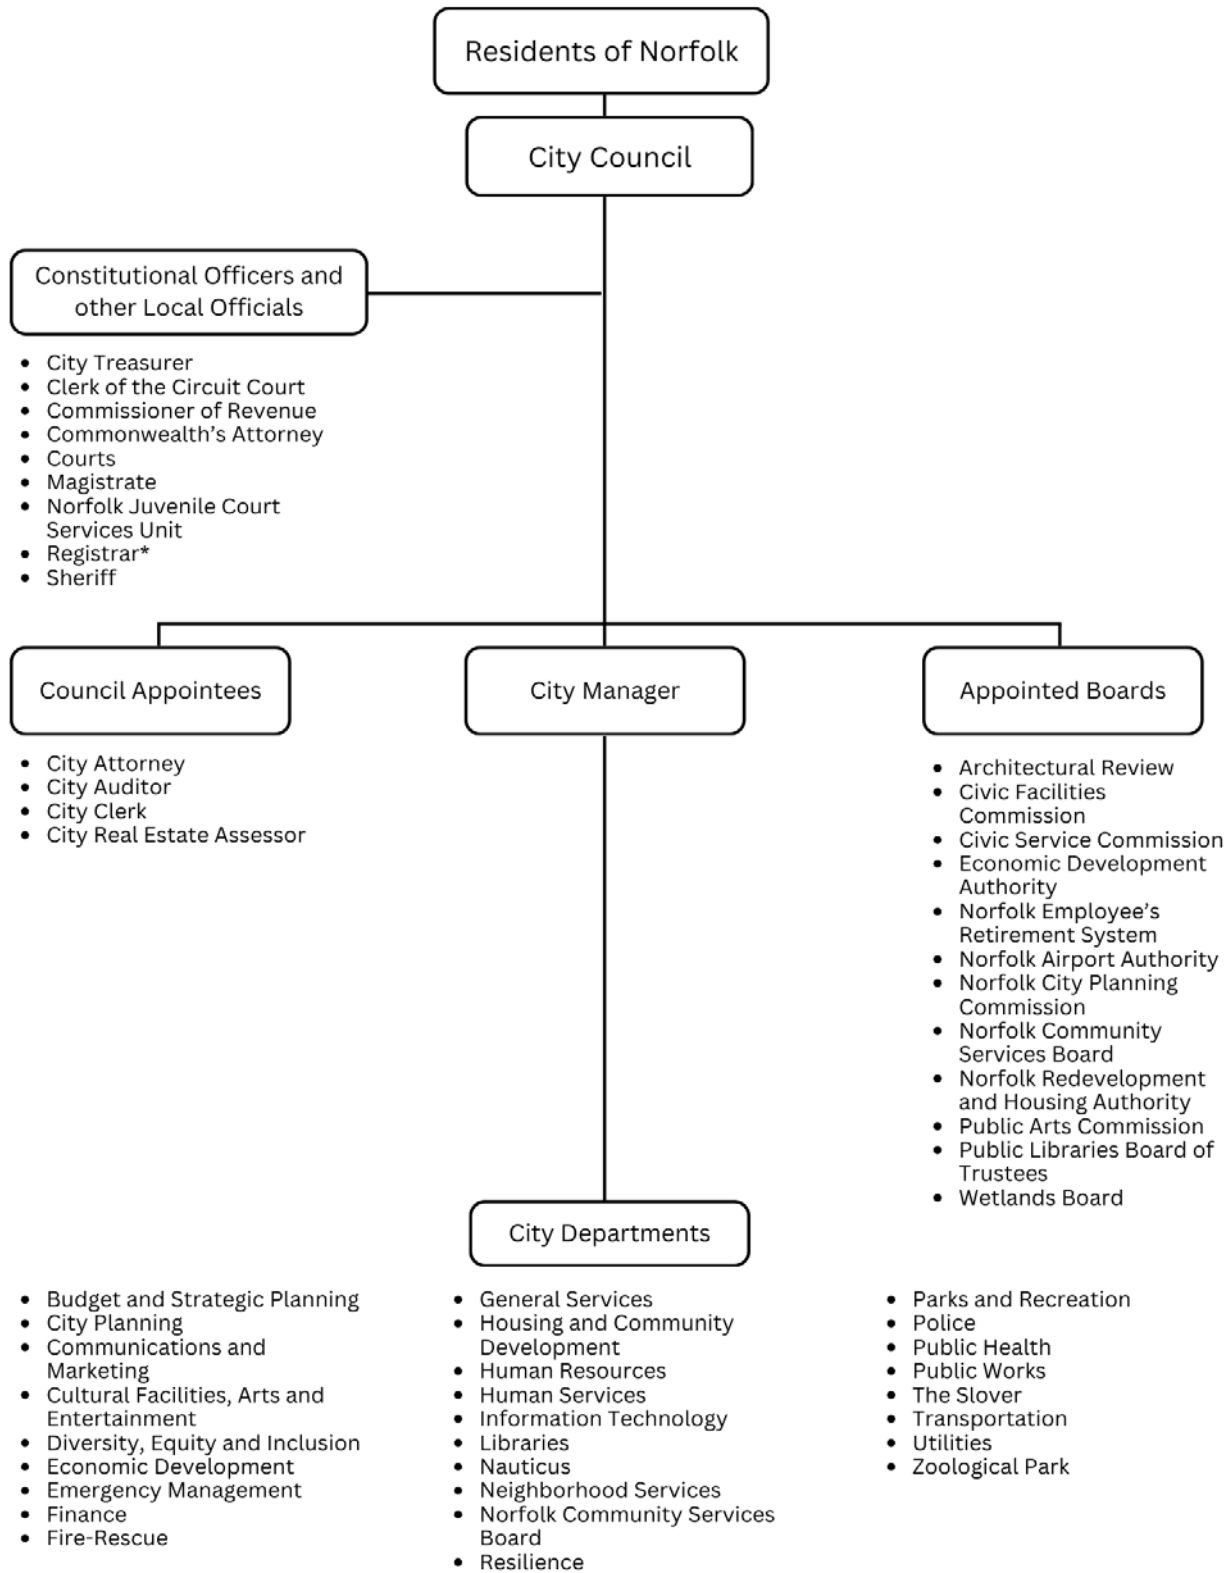 Residents of Norfolk
City Council
Constitutional Officers and
other Local Officials
• City Treasurer
• Clerk of the Circuit Court
• Commissioner of Revenue
• Commonwealth’s Attorney
• Courts
• Magistrate
• Norfolk Juvenile Court
Services Unit
• Registrar*
• Sheriff
Council Appointees
• City Attorney
• City Auditor
• City Clerk
• City Real Estate Assessor
City Manager
Appointed Boards
• Architectural Review
• Civic Facilities
Commission
• Civic Service Commission
• Economic Development
Authority
• Norfolk Employee’s
Retirement System
• Norfolk Airport Authority
• Norfolk City Planning
Commission
• Norfolk Community
Services Board
• Norfolk Redevelopment
and Housing Authority
• Public Arts Commission
• Public Libraries Board of
Trustees
• Wetlands Board
City Departments
• Budget and Strategic Planning
• City Planning
• Communications and
Marketing
• Cultural Facilities, Arts and
Entertainment
• Diversity, Equity and Inclusion
• Economic Development
• Emergency Management
• Finance
• Fire-Rescue
• General Services
• Housing and Community
Development
• Human Resources
• Human Services
• Information Technology
• Libraries
• Nauticus
• Neighborhood Services
• Norfolk Community Services
Board
• Resilience
• Parks and Recreation
• Police
• Public Health
• Public Works
• The Slover
• Transportation
• Utilities
• Zoological Park